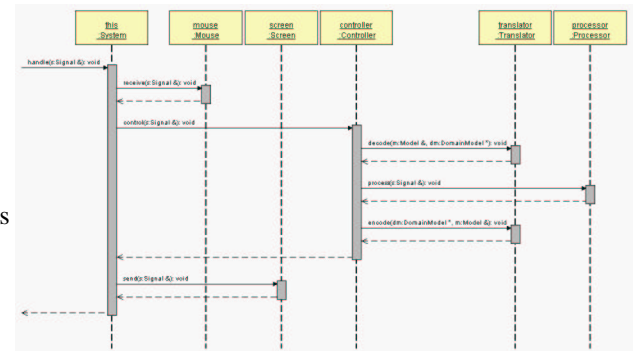 this
:System
mouse
:Mouse
screen
:Screen
controller
:Controller
translator
:Translator
processor
:Processor
handle(s:Signal &): void
receive(s:Signal &): void
control(s:Signal &): void
decode(m:Model &, dm:DomainModel *): void
process(s:Signal &): void
s
encode(dm:DomainModel *, m:Model &): void
send(s:Signal &): void